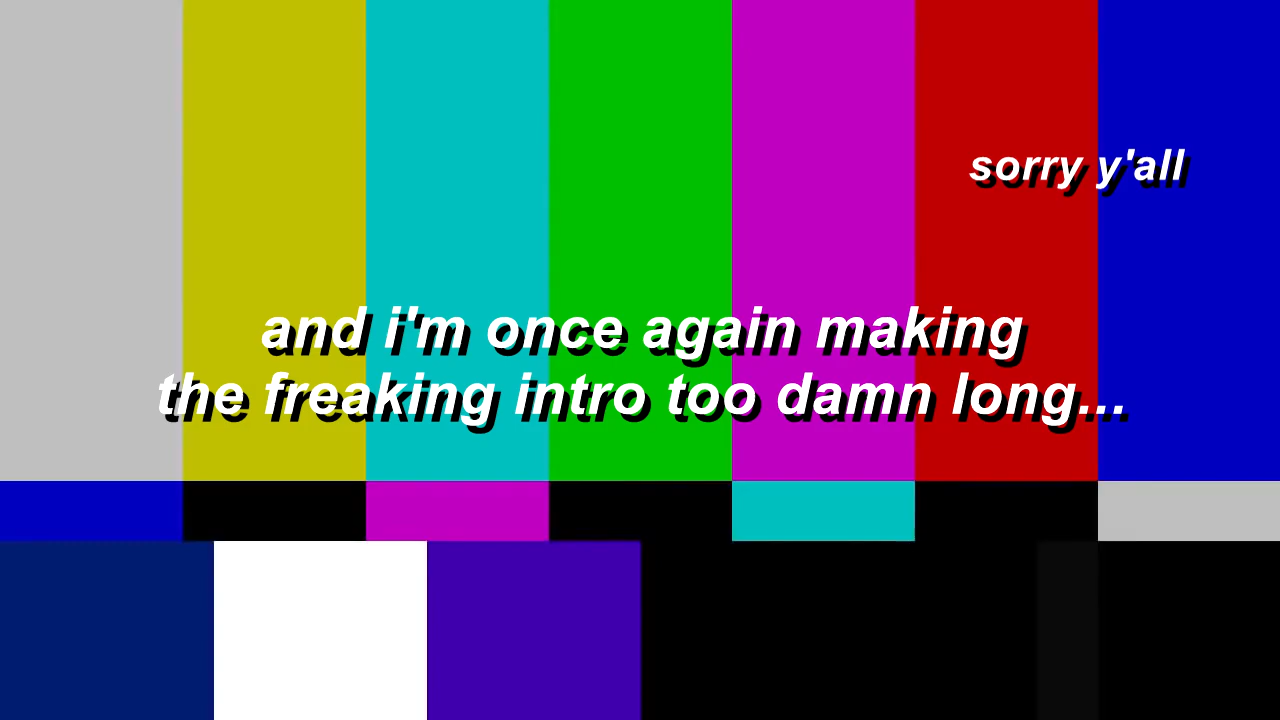 sorry y'all
and i'm once again making
the freaking intro too damn long...